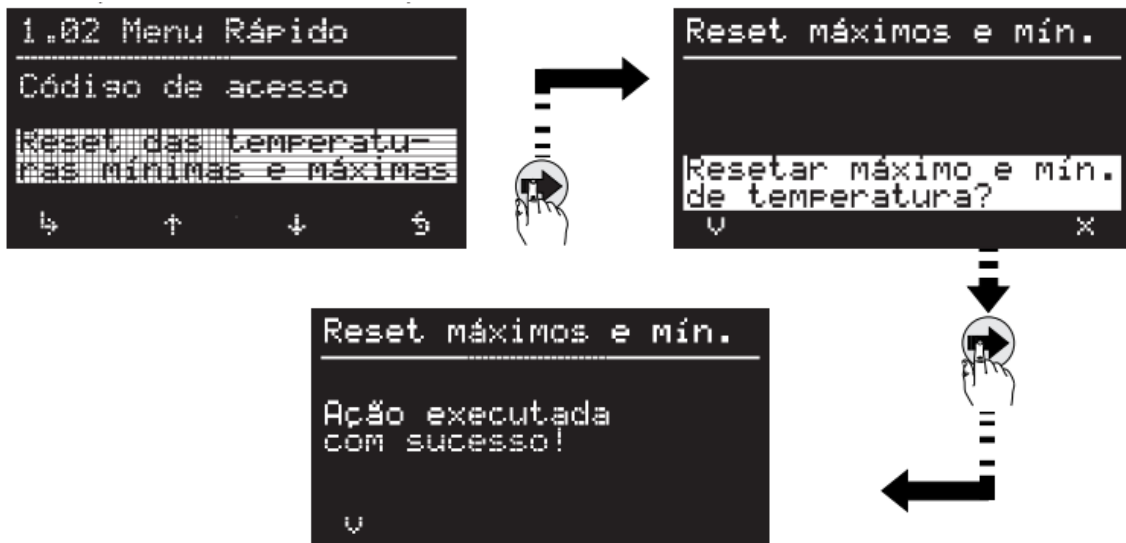 1.02 Menu Rápido
Código de acesso
Reset das temperatu-
ras mínimas e máximas
Reset máximos e mín.
Resetar máximo e mín.
de temperatura?
V X
Reset máximos e mín.
Ação executada
com sucesso!
V